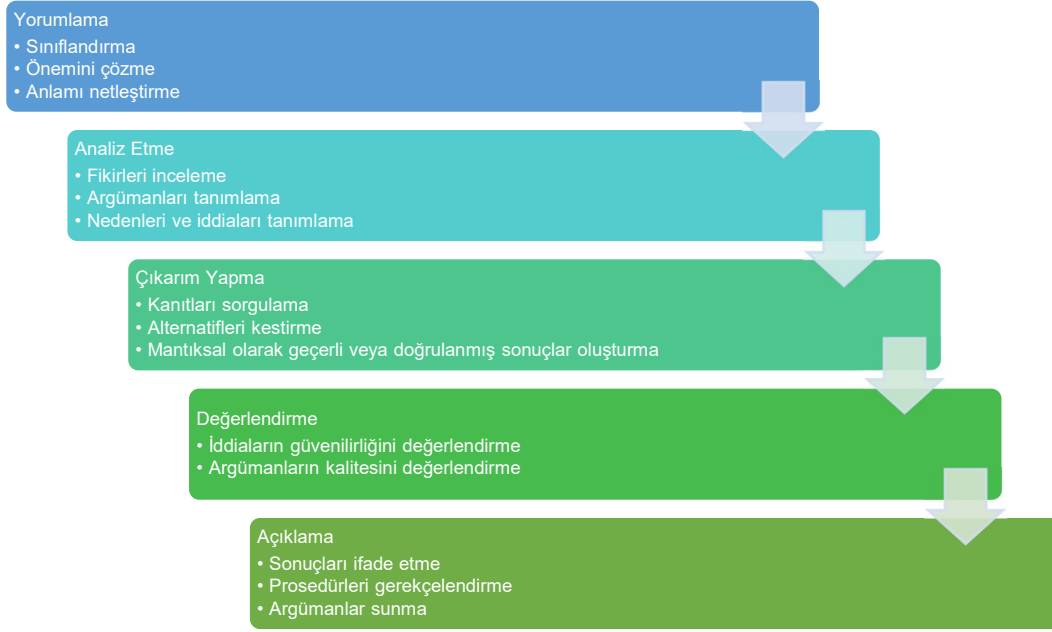 Yorumlama
• Sınıflandırma
• Önemini çözme
• Anlamı netleştirme
Analiz Etme
• Fikirleri inceleme
• Argümanları tanımlama
• Nedenleri ve iddiaları tanımlama
Çıkarım Yapma
• Kanıtları sorgulama
• Alternatifleri kestirme
• Mantıksal olarak geçerli veya doğrulanmış sonuçlar oluşturma
Değerlendirme
• İddiaların güvenilirliğini değerlendirme
• Argümanların kalitesini değerlendirme
Açıklama
• Sonuçları ifade etme
• Prosedürleri gerekçelendirme
• Argümanlar sunma